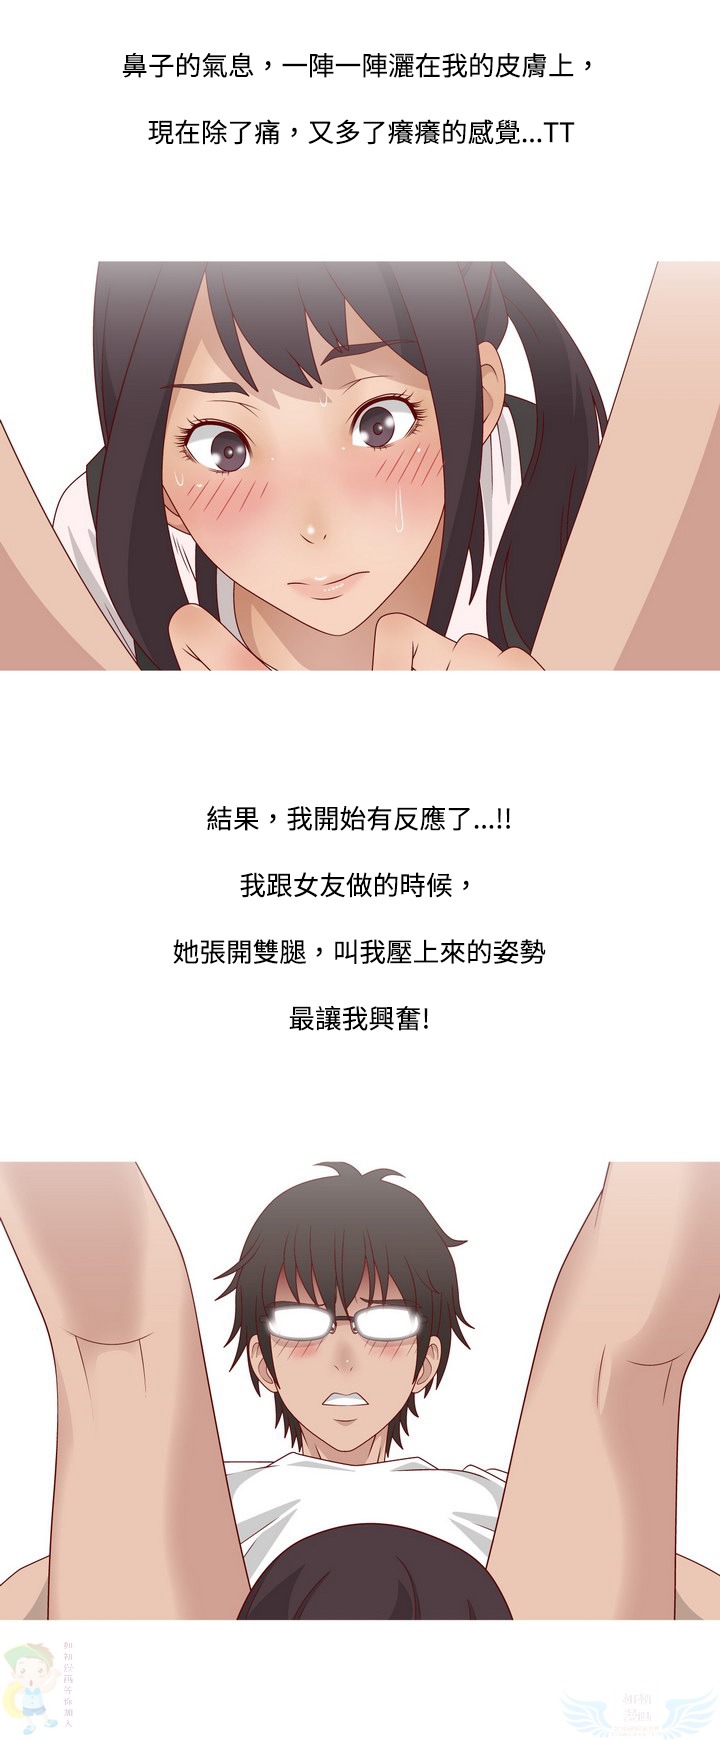 鼻子的氣息，一陣一陣灑在我的皮膚上，
現在除了痛，又多了癢癢的感覺...TT
結果，我開始有反應了...!!
我跟女友做的時候，
她張開雙腿，叫我壓上來的姿勢
最讓我興奮!